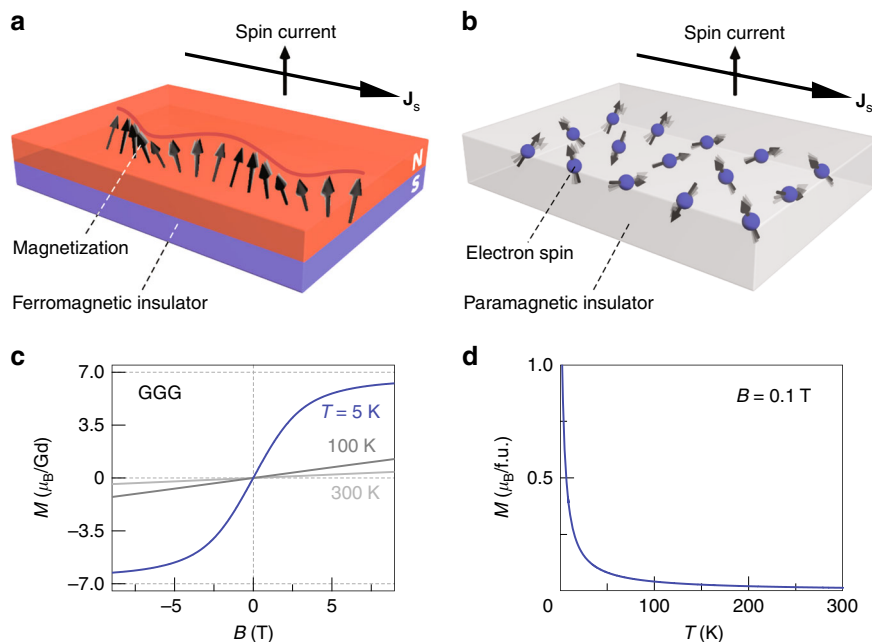 a
Spin current
J_s
N
S
Magnetization
Ferromagnetic insulator
b
Spin current
J_s
Electron spin
Paramagnetic insulator
c
7.0
3.5
0
−3.5
−7.0
M (μ_B/Gd)
GGG
T = 5 K
100 K
300 K
−5
0
5
B (T)
d
1.0
0.5
0
M (μ_B/f.u.)
B = 0.1 T
100
200
300
T (K)